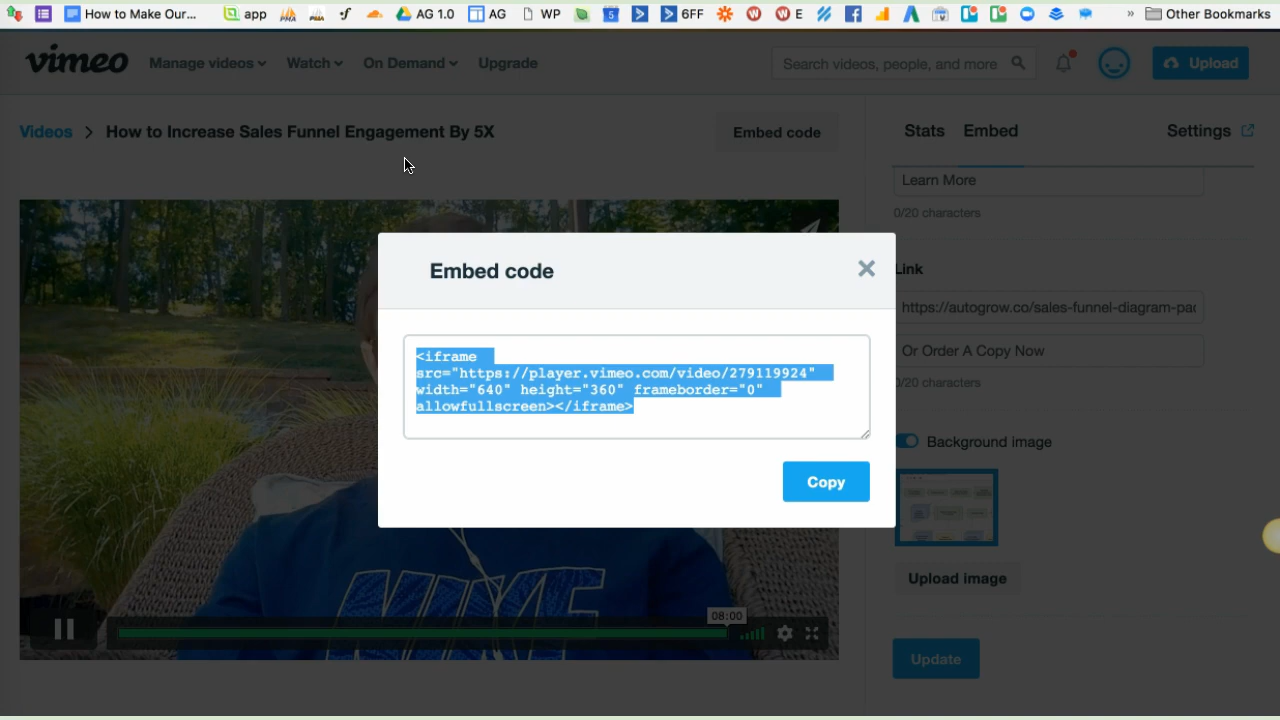 How to Make Our...
app
AG 1.0
AG
WP
5
6FF
E
»
Other Bookmarks
vimeo
Manage videos
Watch
On Demand
Upgrade
Search videos, people, and more
Upload
Videos > How to Increase Sales Funnel Engagement By 5X
Embed code
Stats
Embed
Settings
Learn More
0/20 characters
Link
https://autogrow.co/sales-funnel-diagram-pac
Or Order A Copy Now
0/20 characters
Background image
Upload image
Update
Embed code
<iframe
src="https://player.vimeo.com/video/279119924"
width="640" height="360" frameborder="0"
allowfullscreen></iframe>
Copy
NIKE
08:00